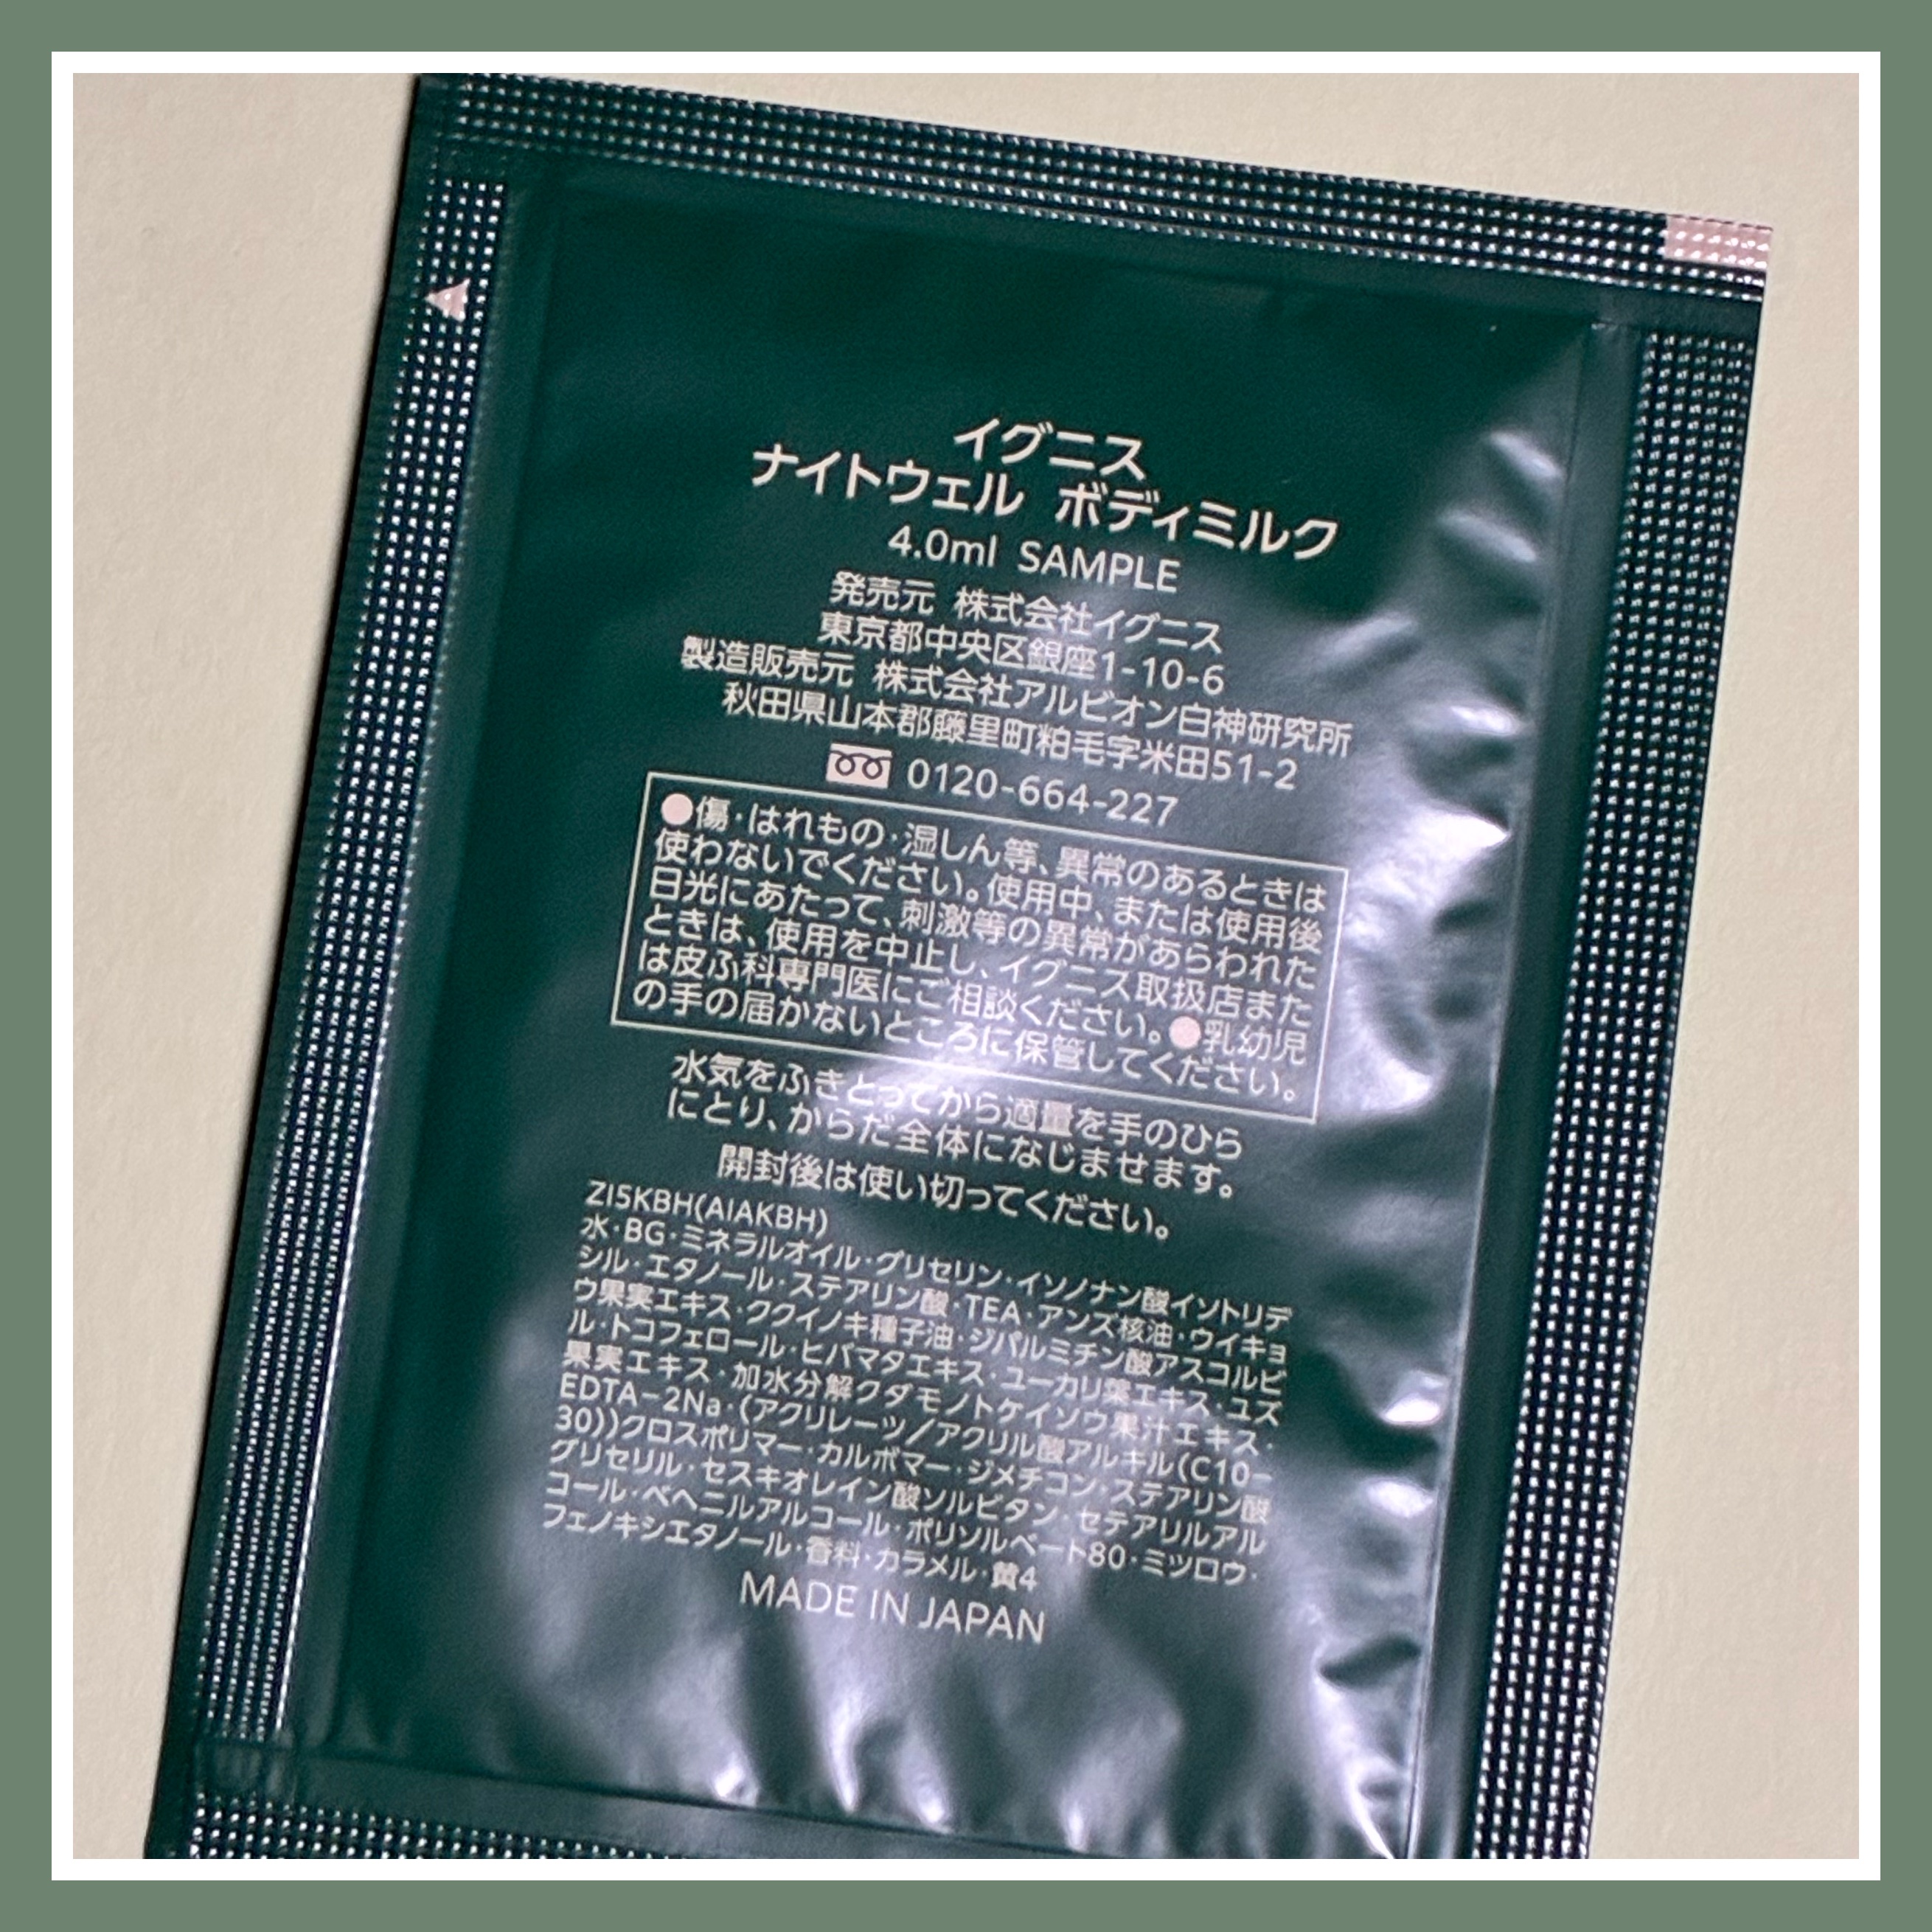 イグニス
ナイトウェル ボディミルク
4.0ml SAMPLE
発売元 株式会社イグニス
東京都中央区銀座1-10-6
製造販売元 株式会社アルビオン白神研究所
秋田県山本郡藤里町粕毛字米田51-2
0120-664-227
●傷・はれもの・湿しん等、異常のあるときは
使わないでください。使用中、または使用後
日光にあたって、刺激等の異常があらわれた
ときは、使用を中止し、イグニス取扱店また
は皮ふ科専門医にご相談ください。●乳幼児
の手の届かないところに保管してください。
水気をふきとってから適量を手のひら
にとり、からだ全体になじませます。
開封後は使い切ってください。
ZI5KBH(AIAKBH)
水・BG・ミネラルオイル・グリセリン・イソノナン酸イソトリデ
シル・エタノール・ステアリン酸・TEA・アンズ核油・ウイキョ
ウ果実エキス・ククイノキ種子油・ジパルミチン酸アスコルビ
ル・トコフェロール・ヒバマタエキス・ユーカリ葉エキス・ユズ
果実エキス・加水分解クダモノトケイソウ果汁エキス・
EDTA-2Na・(アクリレーツ/アクリル酸アルキル(C10-
30))クロスポリマー・カルボマー・ジメチコン・ステアリン酸
グリセリル・セスキオレイン酸ソルビタン・セテアリルアル
コール・ベヘニルアルコール・ポリソルベート80・ミツロウ・
フェノキシエタノール・香料・カラメル・黄4
MADE IN JAPAN